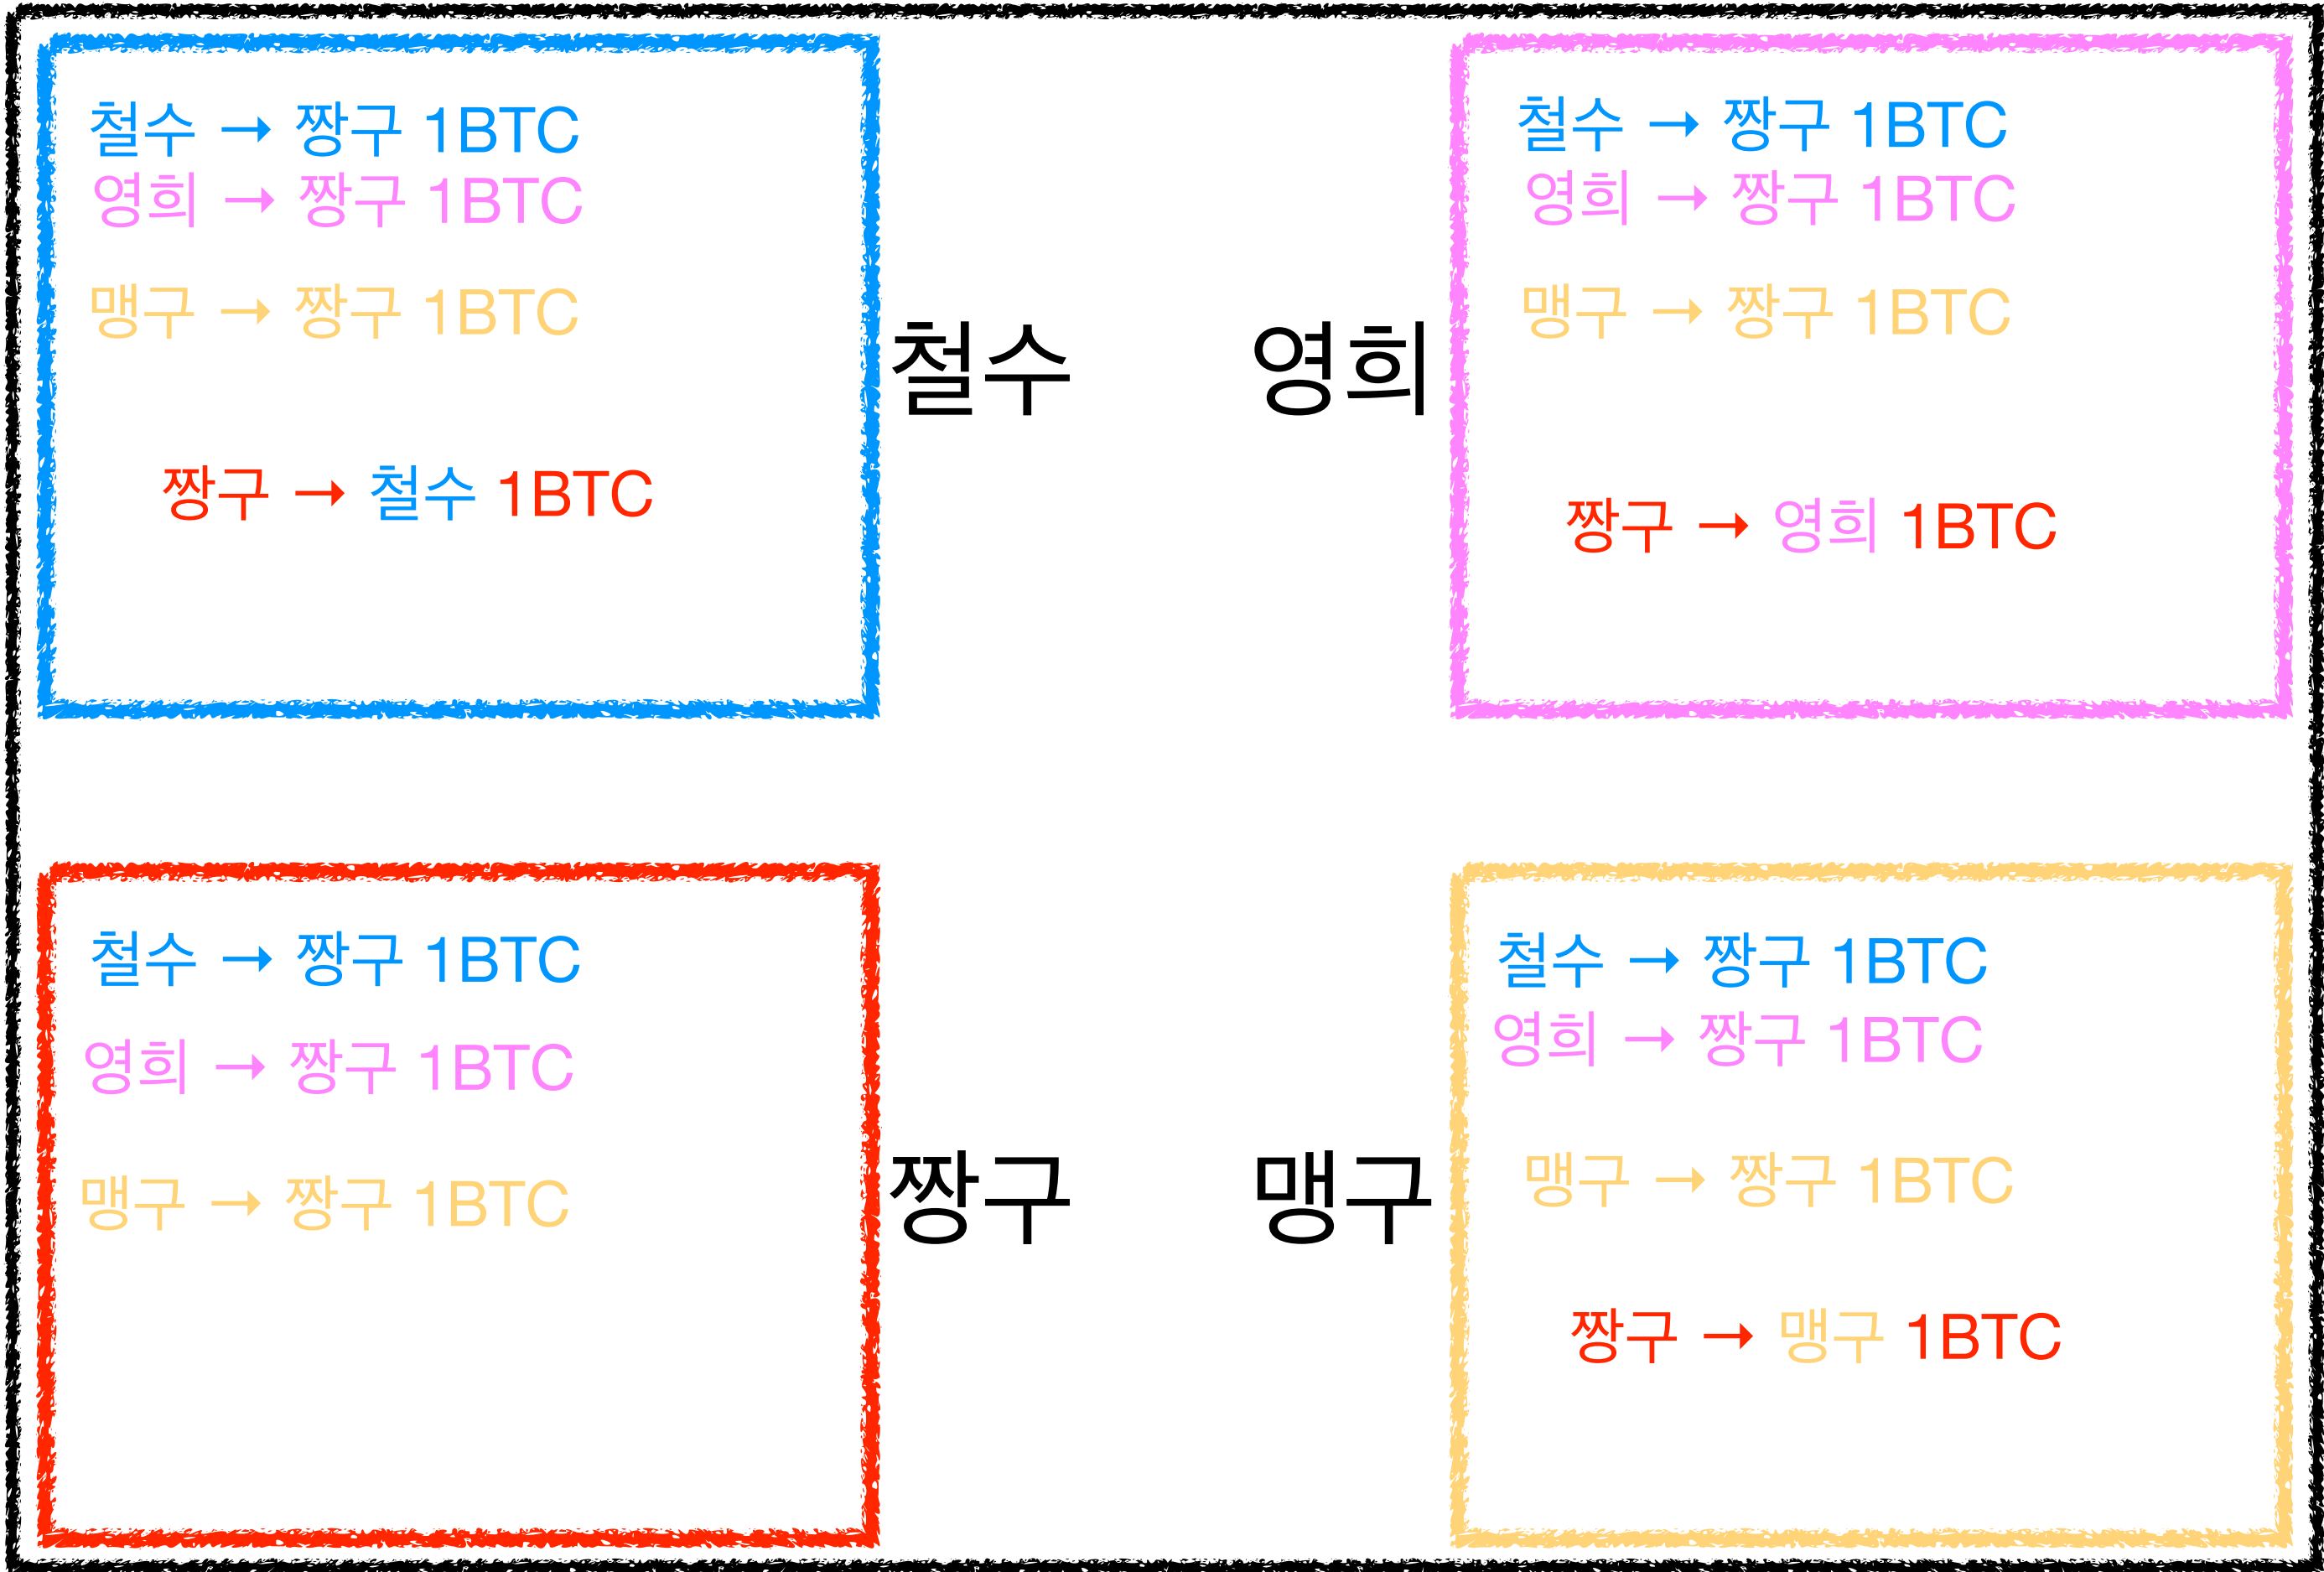 철수 → 짱구 1BTC
영희 → 짱구 1BTC
맹구 → 짱구 1BTC
짱구 → 철수 1BTC
철수
영희
철수 → 짱구 1BTC
영희 → 짱구 1BTC
맹구 → 짱구 1BTC
짱구 → 영희 1BTC
철수 → 짱구 1BTC
영희 → 짱구 1BTC
맹구 → 짱구 1BTC
짱구
맹구
철수 → 짱구 1BTC
영희 → 짱구 1BTC
맹구 → 짱구 1BTC
짱구 → 맹구 1BTC